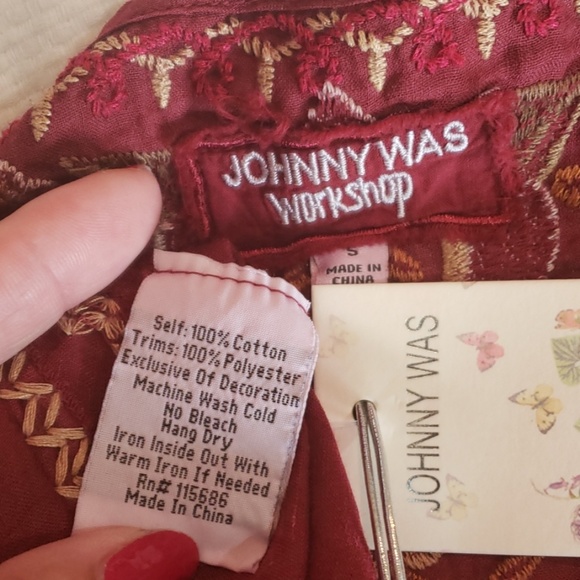 JOHNNY WAS
Workshop
S
MADE IN
CHINA
Self: 100% Cotton
Trims: 100% Polyester
Exclusive Of Decoration
Machine Wash Cold
No Bleach
Hang Dry
Iron Inside Out With
Warm Iron If Needed
Rn# 115686
Made In China
JOHNNY WAS